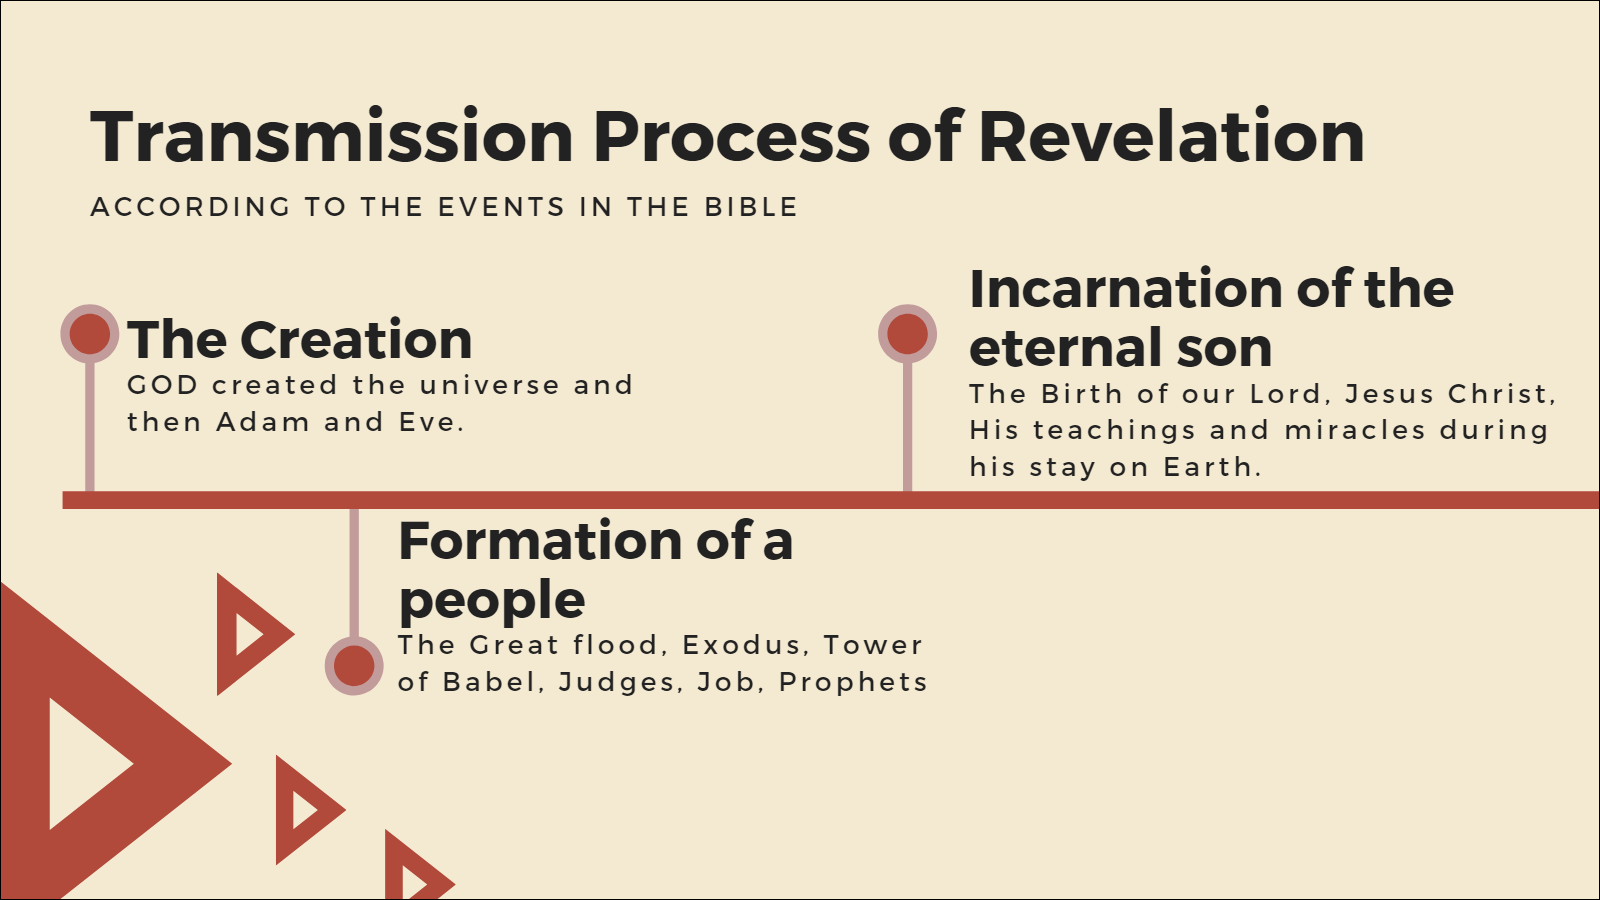 Transmission Process of Revelation
ACCORDING TO THE EVENTS IN THE BIBLE
The Creation
GOD created the universe and
then Adam and Eve.
Incarnation of the
eternal son
The Birth of our Lord, Jesus Christ,
His teachings and miracles during
his stay on Earth.
Formation of a
people
The Great flood, Exodus, Tower
of Babel, Judges, Job, Prophets